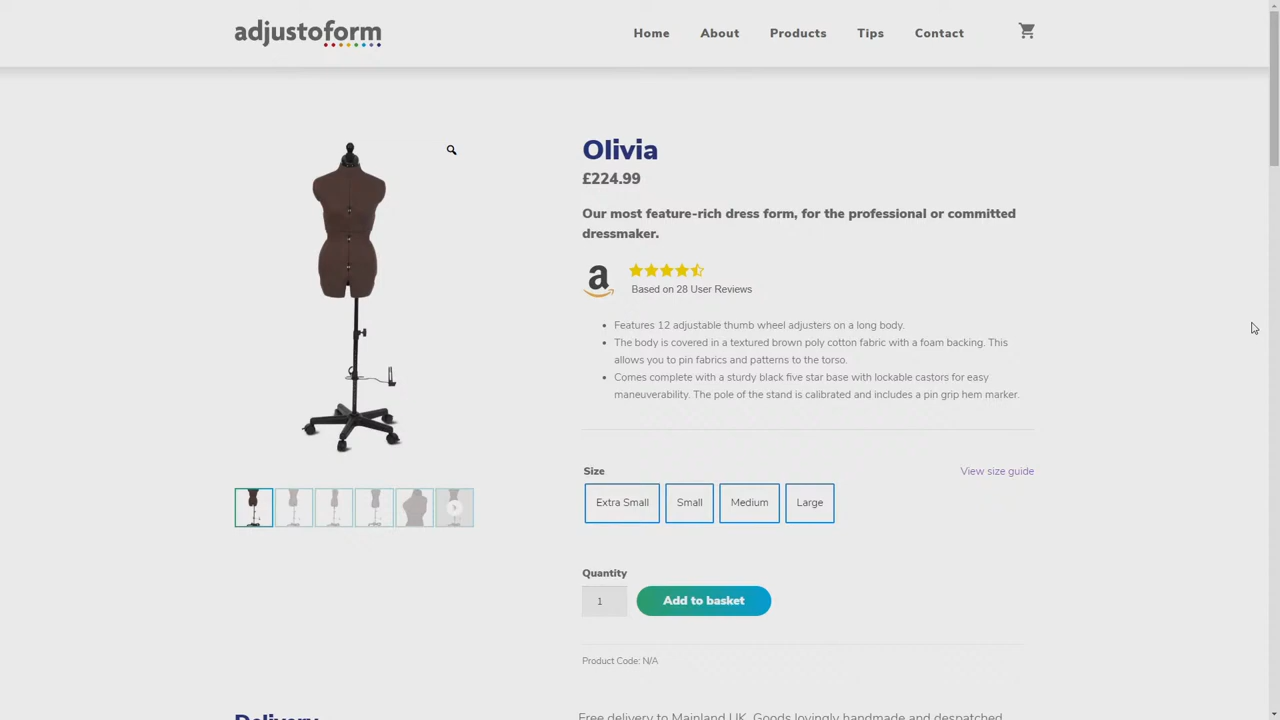 adjustoform
Home About Products Tips Contact
Olivia
£224.99
Our most feature-rich dress form, for the professional or committed
dressmaker.
a
Based on 28 User Reviews
Features 12 adjustable thumb wheel adjusters on a long body.
The body is covered in a textured brown poly cotton fabric with a foam backing. This
allows you to pin fabrics and patterns to the torso.
Comes complete with a sturdy black five star base with lockable castors for easy
maneuverability. The pole of the stand is calibrated and includes a pin grip hem marker.
Size
View size guide
Extra Small Small Medium Large
Quantity
1 Add to basket
Product Code: N/A
Delivery
Free delivery to Mainland UK. Goods lovingly handmade and despatched